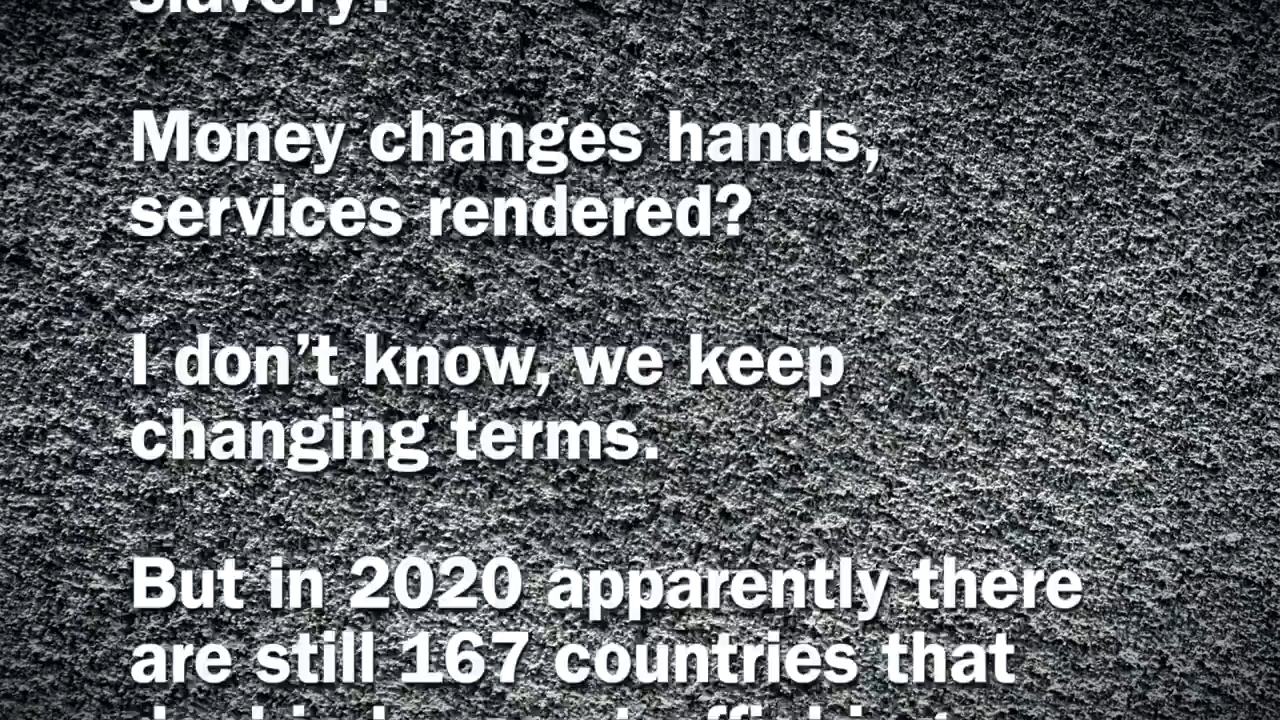 slavory?
Money changes hands,
services rendered?
I don’t know, we keep
changing terms.
But in 2020 apparently there
are still 167 countries that